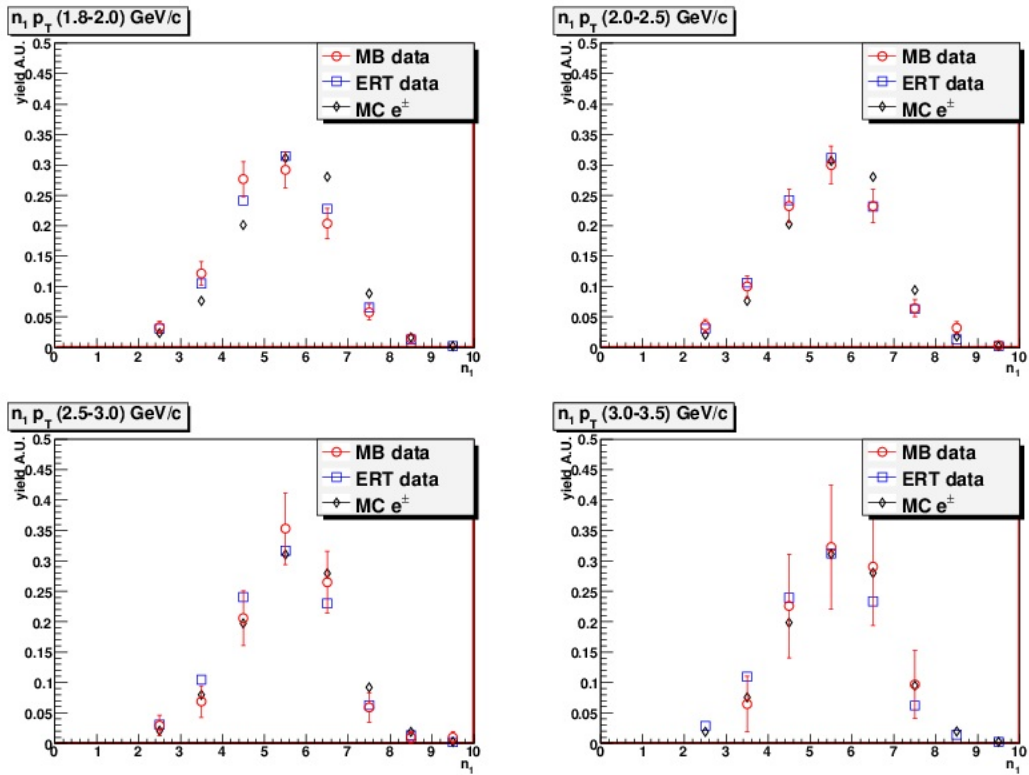 n₁ p_T (1.8-2.0) GeV/c
yield A.U.
0.5
0.45
0.4
0.35
0.3
0.25
0.2
0.15
0.1
0.05
0
MB data
ERT data
MC e±
0 1 2 3 4 5 6 7 8 9 10
n₁
n₁ p_T (2.0-2.5) GeV/c
yield A.U.
0.5
0.45
0.4
0.35
0.3
0.25
0.2
0.15
0.1
0.05
0
MB data
ERT data
MC e±
0 1 2 3 4 5 6 7 8 9 10
n₁
n₁ p_T (2.5-3.0) GeV/c
yield A.U.
0.5
0.45
0.4
0.35
0.3
0.25
0.2
0.15
0.1
0.05
0
MB data
ERT data
MC e±
0 1 2 3 4 5 6 7 8 9 10
n₁
n₁ p_T (3.0-3.5) GeV/c
yield A.U.
0.5
0.45
0.4
0.35
0.3
0.25
0.2
0.15
0.1
0.05
0
MB data
ERT data
MC e±
0 1 2 3 4 5 6 7 8 9 10
n₁